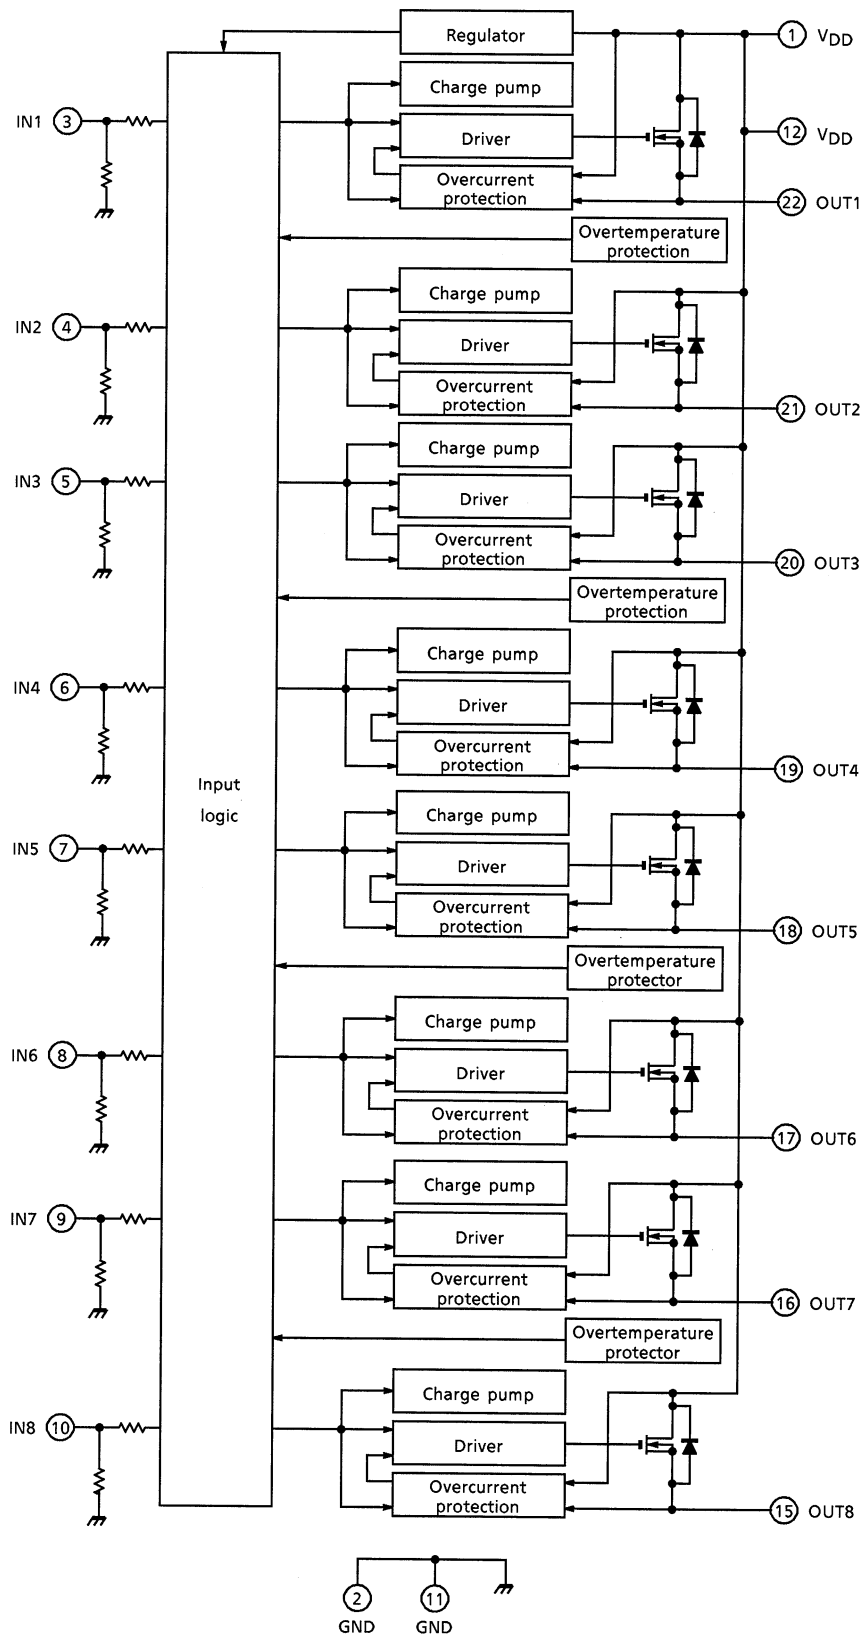 Regulator
1 VDD
Charge pump
IN1 3
Driver
12 VDD
Overcurrent
protection
22 OUT1
Overtemperature
protection
Charge pump
IN2 4
Driver
Overcurrent
protection
21 OUT2
Charge pump
IN3 5
Driver
Overcurrent
protection
20 OUT3
Overtemperature
protection
Charge pump
IN4 6
Driver
Overcurrent
protection
19 OUT4
Input
logic
Charge pump
IN5 7
Driver
Overcurrent
protection
18 OUT5
Overtemperature
protector
Charge pump
IN6 8
Driver
Overcurrent
protection
17 OUT6
Charge pump
IN7 9
Driver
Overcurrent
protection
16 OUT7
Overtemperature
protector
Charge pump
IN8 10
Driver
Overcurrent
protection
15 OUT8
2 11
GND GND